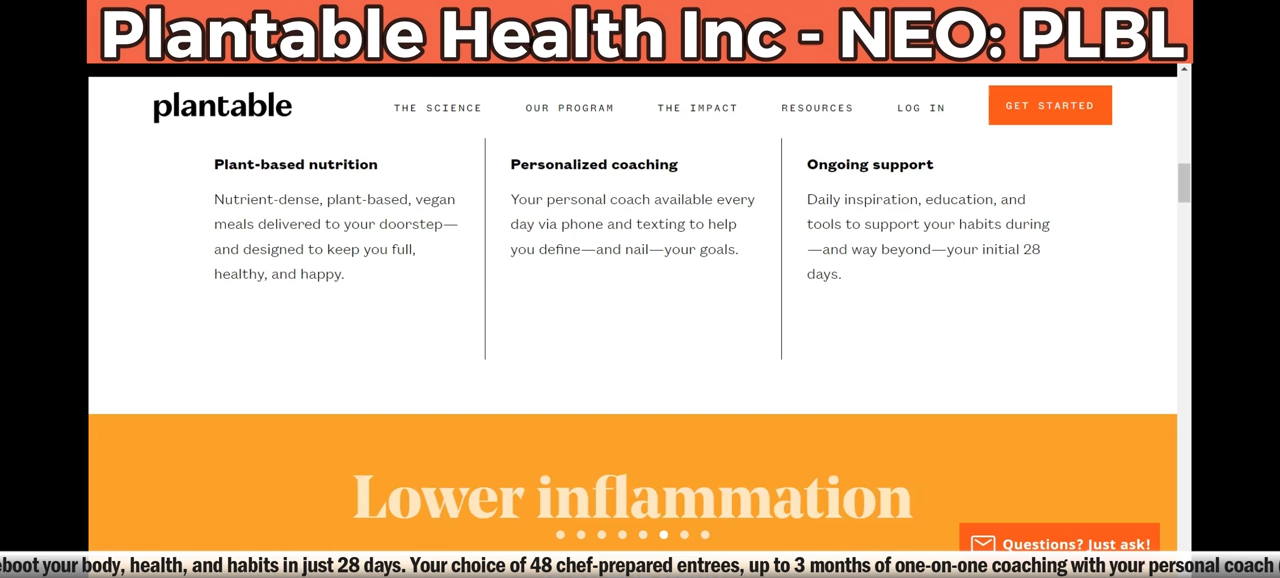 Plantable Health Inc - NEO: PLBL
plantable
THE SCIENCE OUR PROGRAM THE IMPACT RESOURCES LOG IN GET STARTED
Plant-based nutrition
Nutrient-dense, plant-based, vegan
meals delivered to your doorstep—
and designed to keep you full,
healthy, and happy.
Personalized coaching
Your personal coach available every
day via phone and texting to help
you define—and nail—your goals.
Ongoing support
Daily inspiration, education, and
tools to support your habits during
—and way beyond—your initial 28
days.
Lower inflammation
Questions? Just ask!
eboot your body, health, and habits in just 28 days. Your choice of 48 chef-prepared entrees, up to 3 months of one-on-one coaching with your personal coach